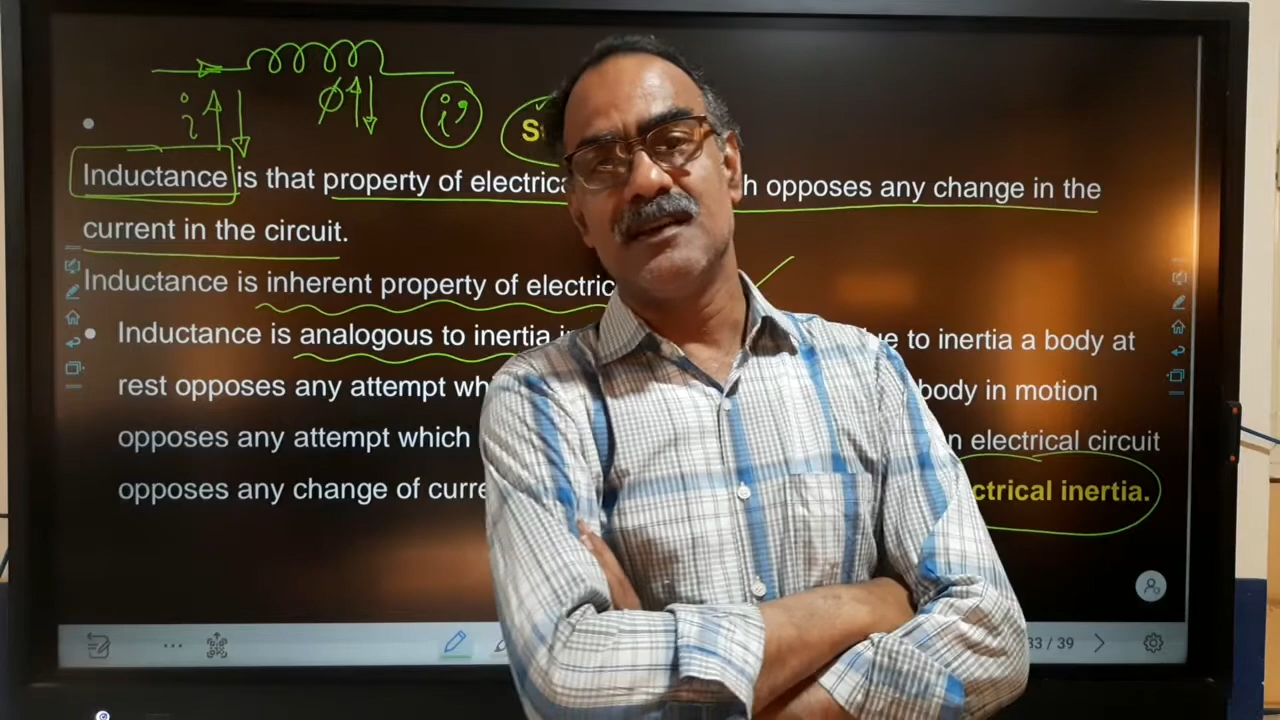 i
ϕ
i'
S
Inductance is that property of electrica h opposes any change in the
current in the circuit.
Inductance is inherent property of electric
• Inductance is analogous to inertia i ue to inertia a body at
rest opposes any attempt wh body in motion
opposes any attempt which n electrical circuit
opposes any change of curre ctrical inertia.
33 / 39